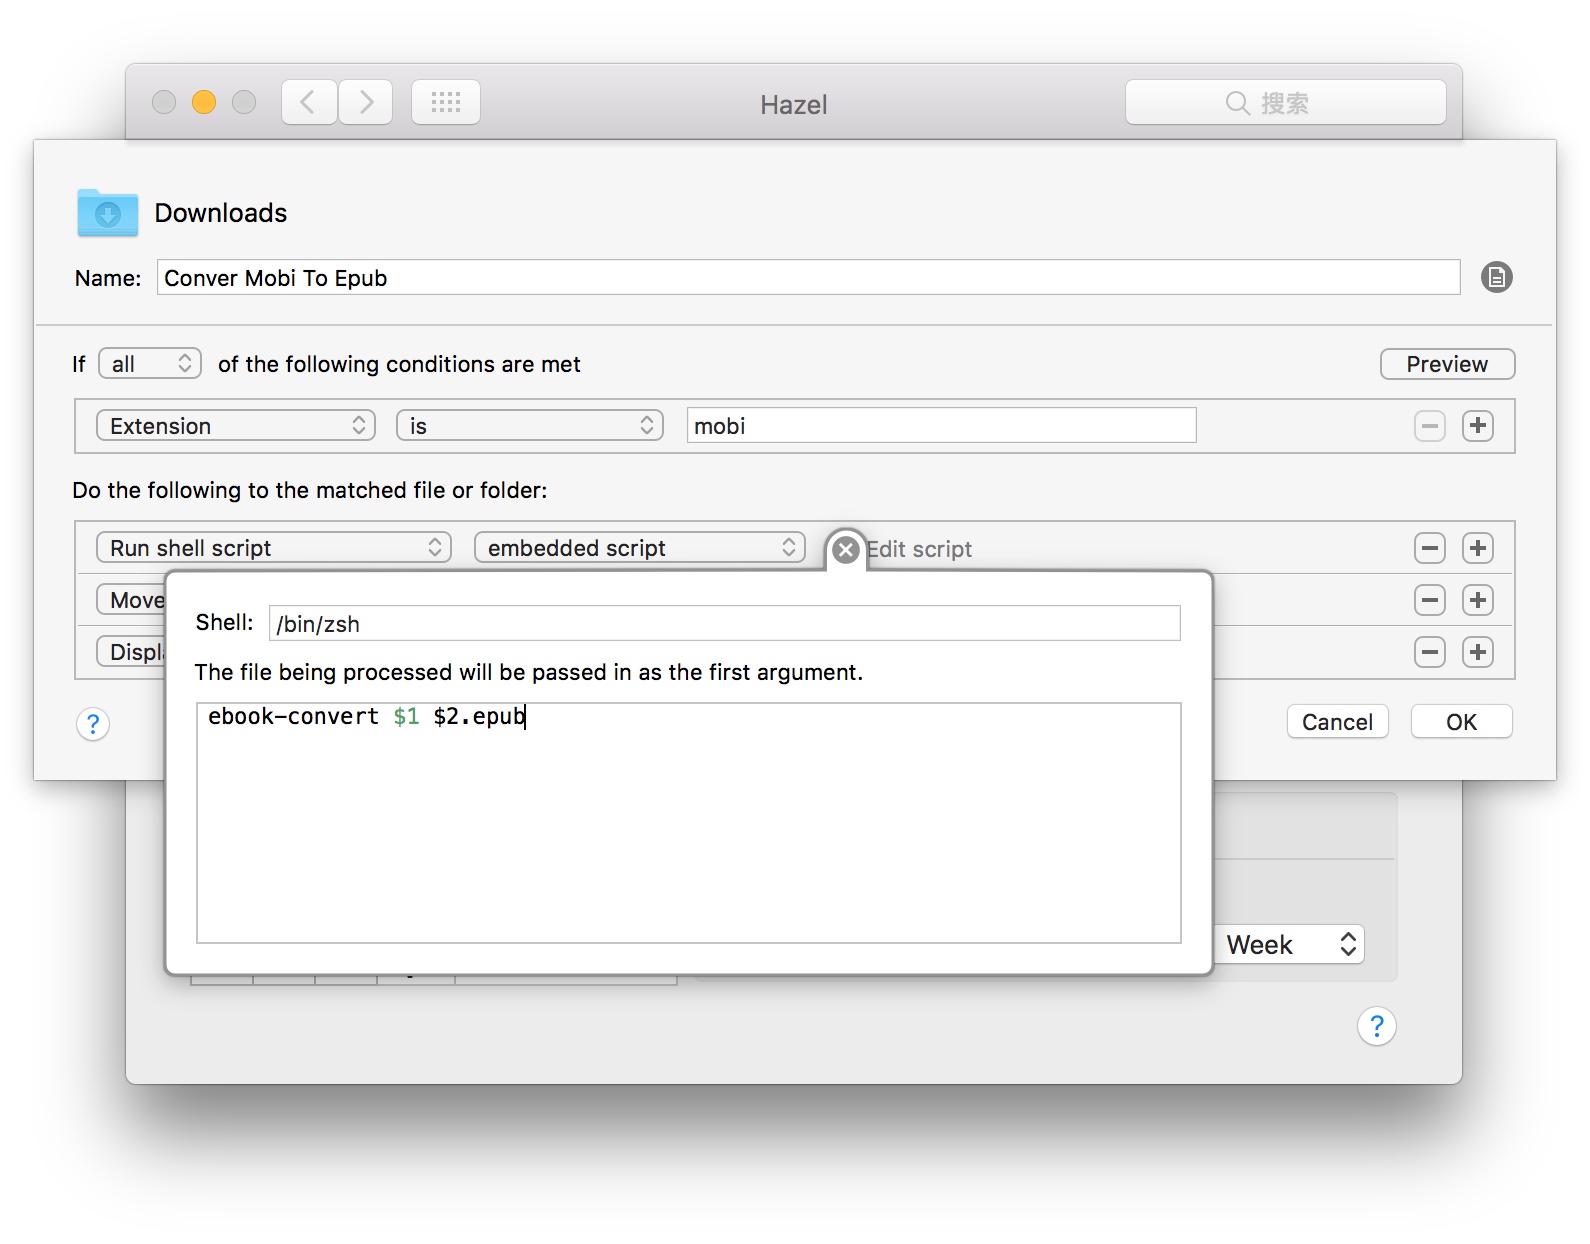 Hazel
搜索
Downloads
Name: Conver Mobi To Epub
If all of the following conditions are met Preview
Extension is mobi
Do the following to the matched file or folder:
Run shell script embedded script Edit script
Move
Shell: /bin/zsh
The file being processed will be passed in as the first argument.
ebook-convert $1 $2.epub
? Cancel OK
Week
?